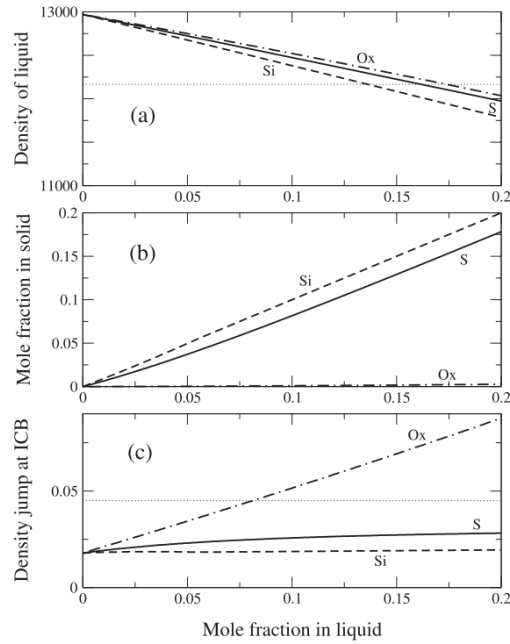 13000
Density of liquid
Ox
Si
S
(a)
11000
0
0.05
0.1
0.15
0.2
0.2
Mole fraction in solid
(b)
0.15
Si
S
0.1
0.05
Ox
0
0
0.05
0.1
0.15
0.2
Density jump at ICB
(c)
Ox
0.05
S
Si
0
0
0.05
0.1
0.15
0.2
Mole fraction in liquid